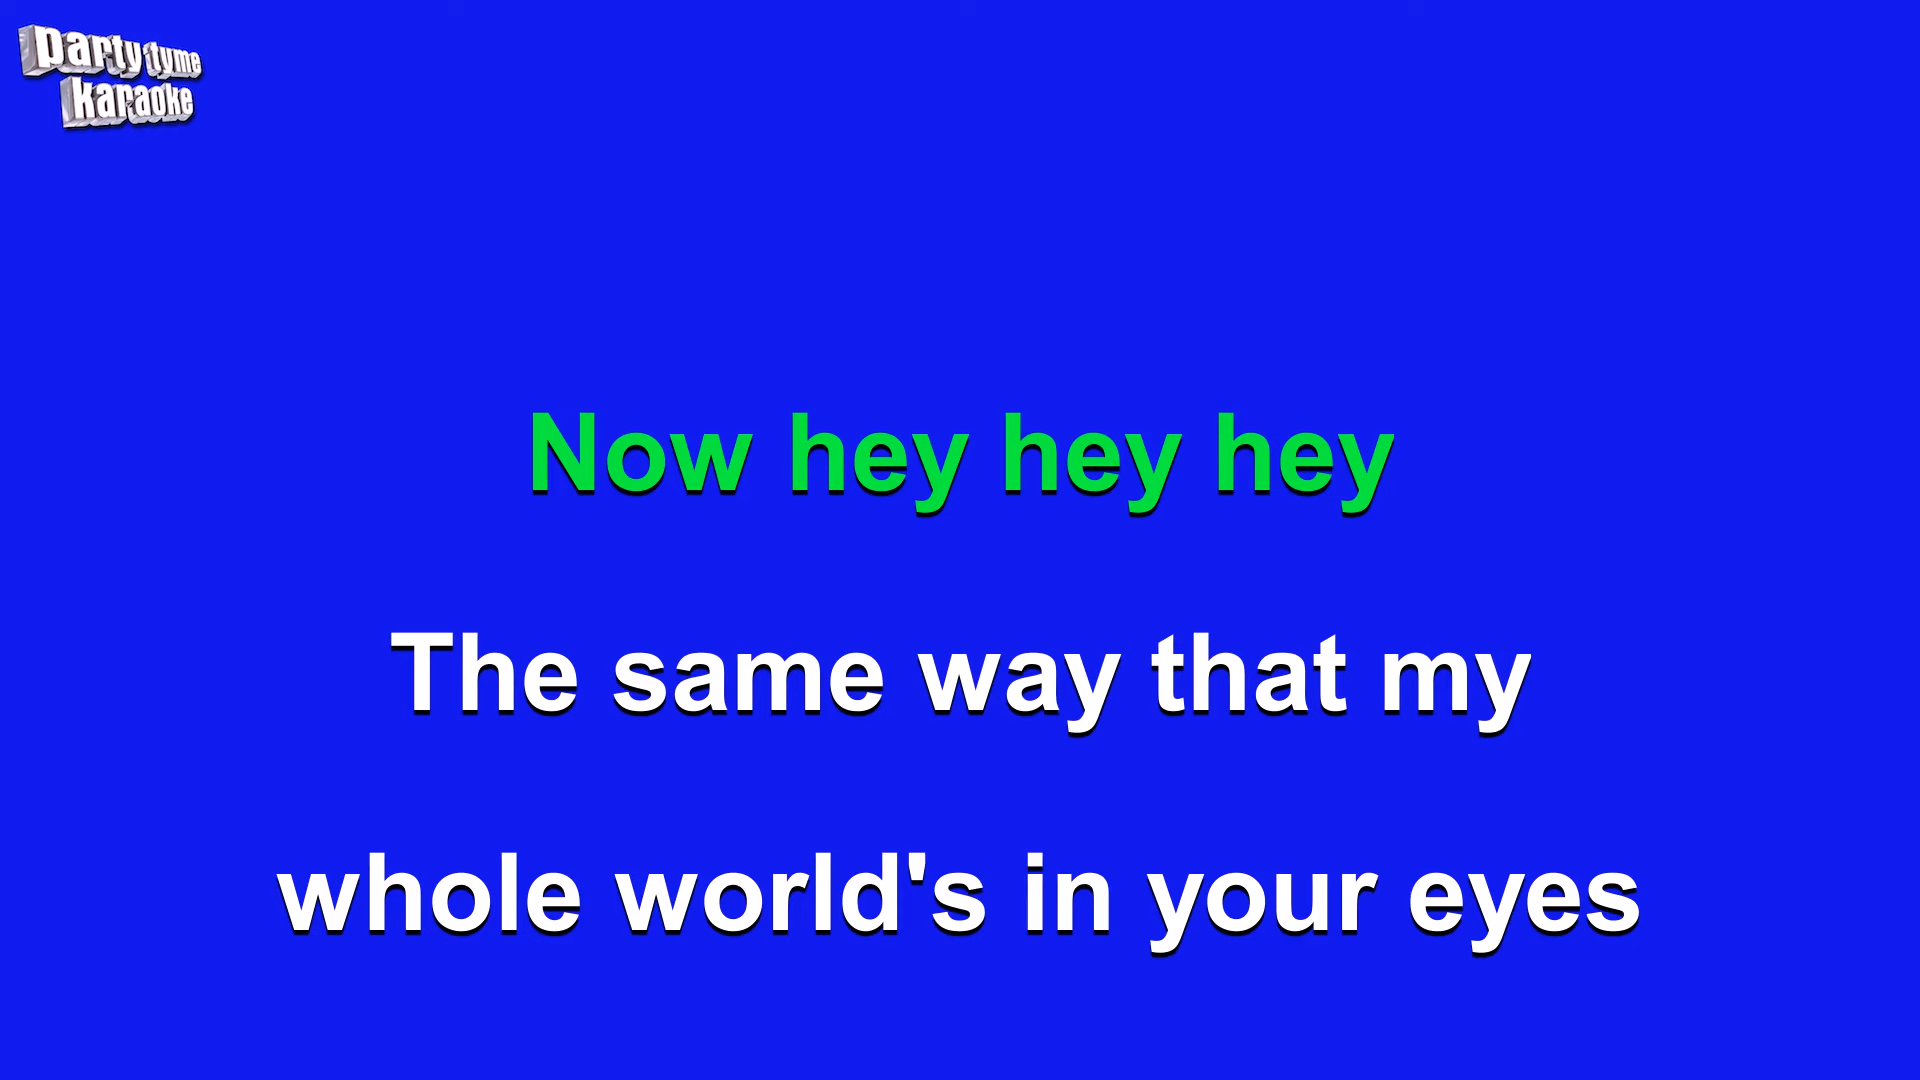 party tyme
karaoke
Now hey hey hey
The same way that my
whole world's in your eyes